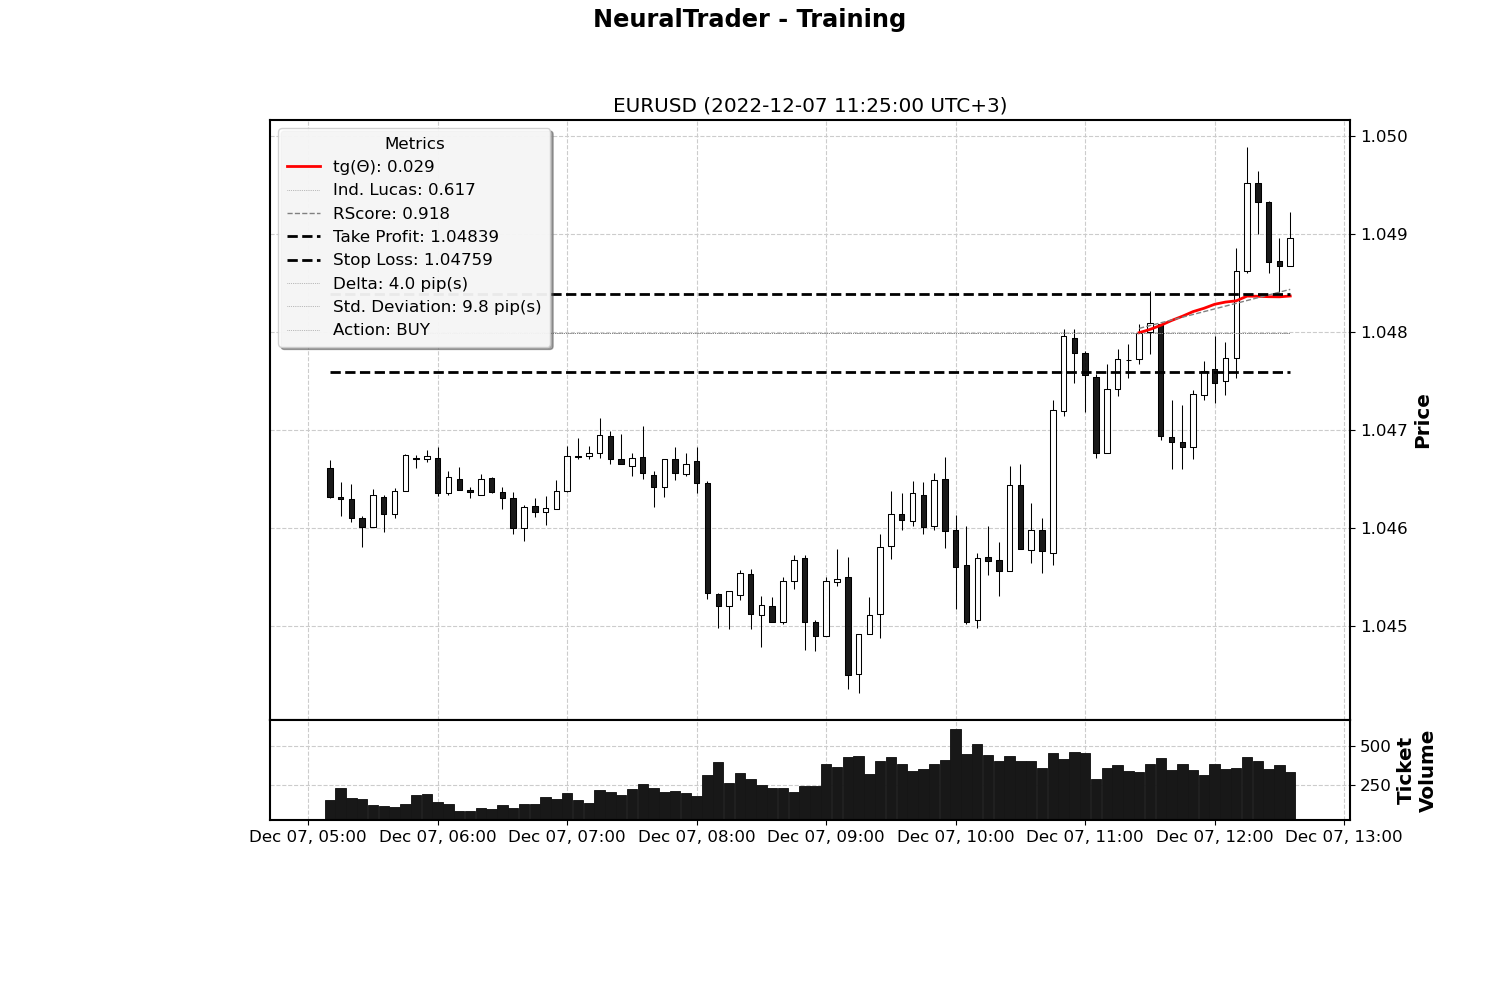 NeuralTrader - Training
EURUSD (2022-12-07 11:25:00 UTC+3)
Metrics
tg(Θ): 0.029
Ind. Lucas: 0.617
RScore: 0.918
Take Profit: 1.04839
Stop Loss: 1.04759
Delta: 4.0 pip(s)
Std. Deviation: 9.8 pip(s)
Action: BUY
1.050
1.049
1.048
1.047
1.046
1.045
Price
500
250
Ticket
Volume
Dec 07, 05:00
Dec 07, 06:00
Dec 07, 07:00
Dec 07, 08:00
Dec 07, 09:00
Dec 07, 10:00
Dec 07, 11:00
Dec 07, 12:00
Dec 07, 13:00